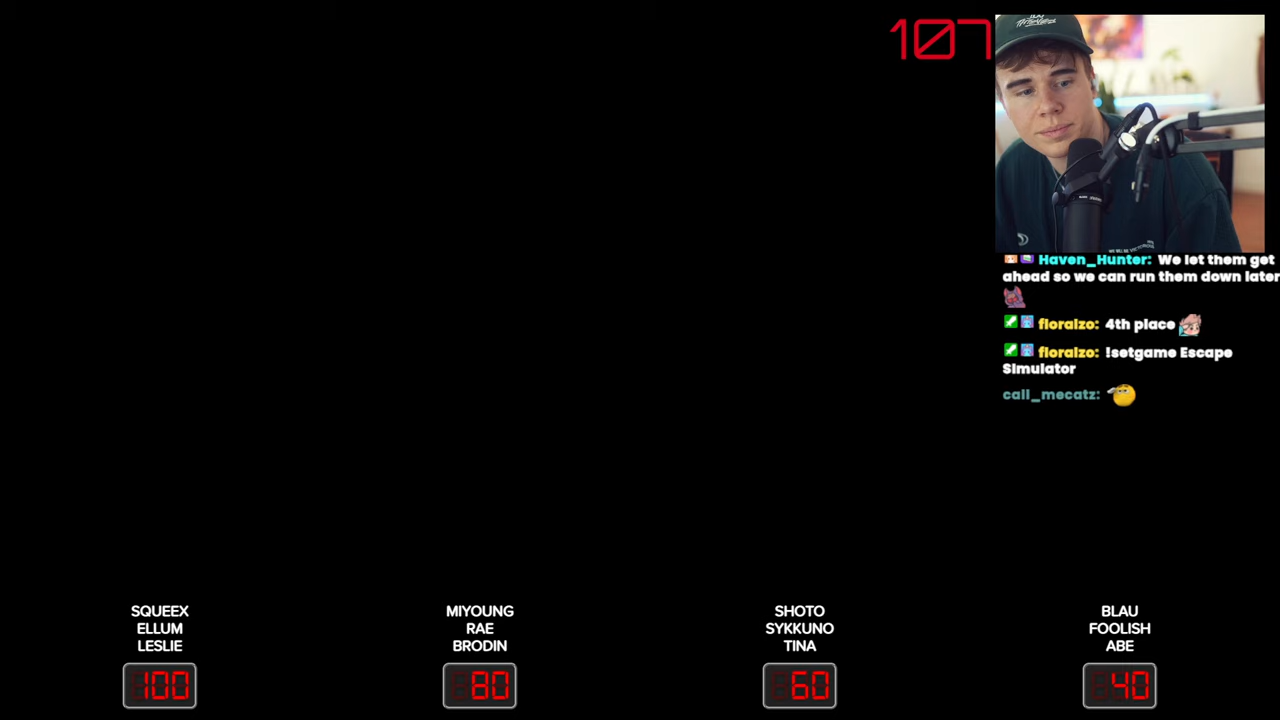 107
Haven_Hunter: We let them get
ahead so we can run them down later
floralzo: 4th place
floralzo: !setgame Escape
Simulator
call_mecatz:
SQUEEX
ELLUM
LESLIE
100
MIYOUNG
RAE
BRODIN
80
SHOTO
SYKKUNO
TINA
60
BLAU
FOOLISH
ABE
40